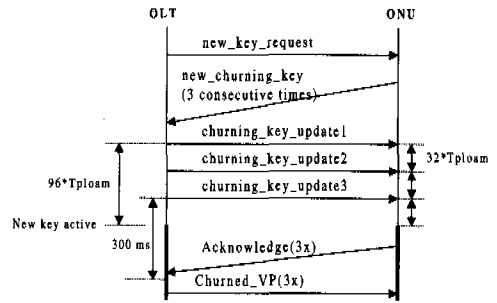 OLT
ONU
new_key_request
new_churning_key
(3 consecutive times)
churning_key_update1
churning_key_update2
32*Tploam
96*Tploam
churning_key_update3
New key active
300 ms
Acknowledge(3x)
Churned_VP(3x)